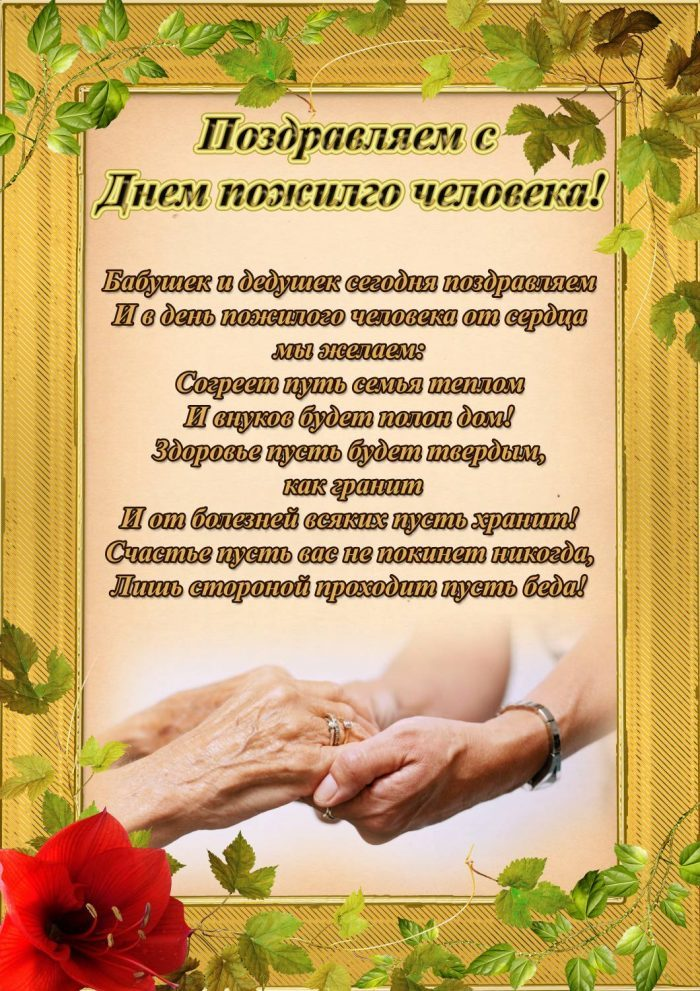 Поздравляем с
Днем пожилго человека!
Бабушек и дедушек сегодня поздравляем
И в день пожилого человека от сердца
мы желаем:
Согреет путь семья теплом
И внуков будет полон дом!
Здоровье пусть будет твердым,
как гранит
И от болезней всяких пусть хранит!
Счастье пусть вас не покинет никогда,
Лишь стороной проходит пусть беда!